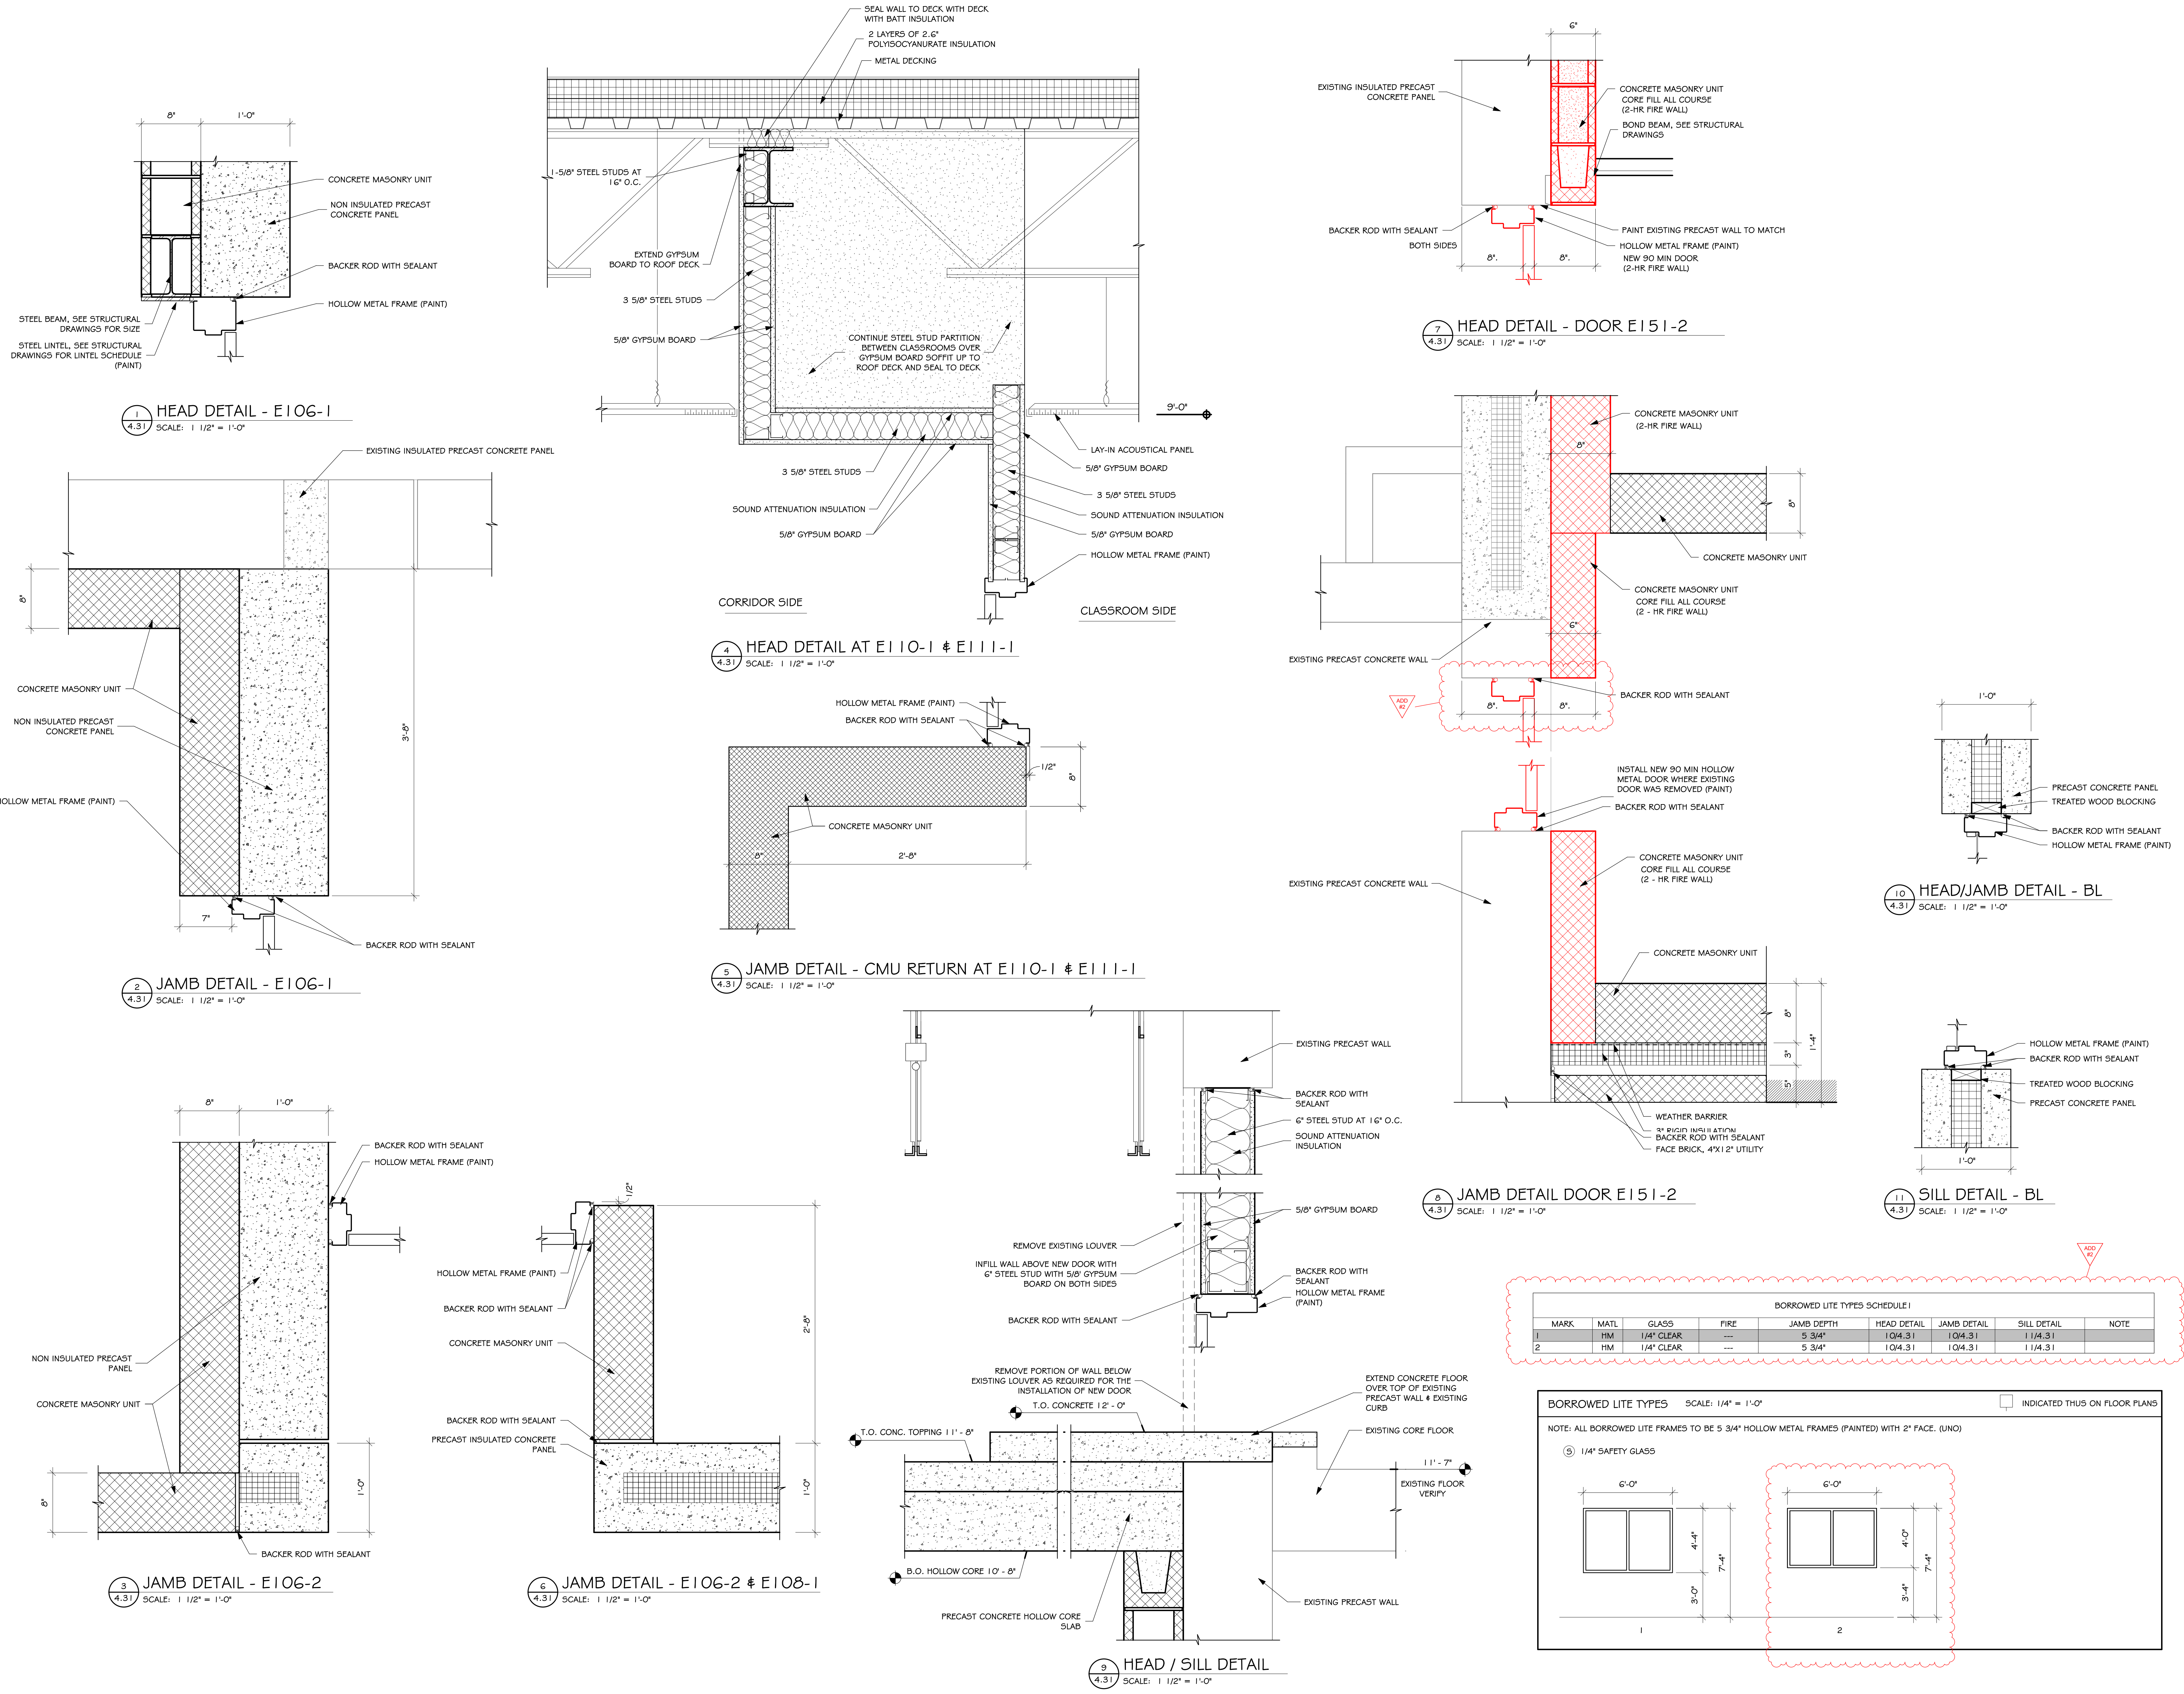 8"
1'-0"
CONCRETE MASONRY UNIT
NON INSULATED PRECAST
CONCRETE PANEL
BACKER ROD WITH SEALANT
HOLLOW METAL FRAME (PAINT)
STEEL BEAM, SEE STRUCTURAL
DRAWINGS FOR SIZE
STEEL LINTEL, SEE STRUCTURAL
DRAWINGS FOR LINTEL SCHEDULE
(PAINT)
1
4.31
HEAD DETAIL - E106-1
SCALE: 1 1/2" = 1'-0"
EXISTING INSULATED PRECAST CONCRETE PANEL
8"
CONCRETE MASONRY UNIT
NON INSULATED PRECAST
CONCRETE PANEL
3'-8"
HOLLOW METAL FRAME (PAINT)
7"
BACKER ROD WITH SEALANT
2
4.31
JAMB DETAIL - E106-1
SCALE: 1 1/2" = 1'-0"
8"
1'-0"
BACKER ROD WITH SEALANT
HOLLOW METAL FRAME (PAINT)
NON INSULATED PRECAST
PANEL
CONCRETE MASONRY UNIT
8"
1'-0"
BACKER ROD WITH SEALANT
3
4.31
JAMB DETAIL - E106-2
SCALE: 1 1/2" = 1'-0"
SEAL WALL TO DECK WITH DECK
WITH BATT INSULATION
2 LAYERS OF 2.6"
POLYISOCYANURATE INSULATION
METAL DECKING
1-5/8" STEEL STUDS AT
16" O.C.
EXTEND GYPSUM
BOARD TO ROOF DECK
3 5/8" STEEL STUDS
5/8" GYPSUM BOARD
CONTINUE STEEL STUD PARTITION
BETWEEN CLASSROOMS OVER
GYPSUM BOARD SOFFIT UP TO
ROOF DECK AND SEAL TO DECK
9'-0"
LAY-IN ACOUSTICAL PANEL
5/8" GYPSUM BOARD
3 5/8" STEEL STUDS
3 5/8" STEEL STUDS
SOUND ATTENUATION INSULATION
SOUND ATTENUATION INSULATION
5/8" GYPSUM BOARD
5/8" GYPSUM BOARD
HOLLOW METAL FRAME (PAINT)
CORRIDOR SIDE
CLASSROOM SIDE
4
4.31
HEAD DETAIL AT E110-1 & E111-1
SCALE: 1 1/2" = 1'-0"
HOLLOW METAL FRAME (PAINT)
BACKER ROD WITH SEALANT
1/2"
8"
CONCRETE MASONRY UNIT
8"
2'-8"
5
4.31
JAMB DETAIL - CMU RETURN AT E110-1 & E111-1
SCALE: 1 1/2" = 1'-0"
1/2"
HOLLOW METAL FRAME (PAINT)
BACKER ROD WITH SEALANT
CONCRETE MASONRY UNIT
2'-8"
BACKER ROD WITH SEALANT
PRECAST INSULATED CONCRETE
PANEL
1'-0"
6
4.31
JAMB DETAIL - E106-2 & E108-1
SCALE: 1 1/2" = 1'-0"
EXISTING PRECAST WALL
BACKER ROD WITH
SEALANT
6" STEEL STUD AT 16" O.C.
SOUND ATTENUATION
INSULATION
5/8" GYPSUM BOARD
REMOVE EXISTING LOUVER
INFILL WALL ABOVE NEW DOOR WITH
6" STEEL STUD WITH 5/8' GYPSUM
BOARD ON BOTH SIDES
BACKER ROD WITH
SEALANT
HOLLOW METAL FRAME
(PAINT)
BACKER ROD WITH SEALANT
REMOVE PORTION OF WALL BELOW
EXISTING LOUVER AS REQUIRED FOR THE
INSTALLATION OF NEW DOOR
T.O. CONCRETE 12' - 0"
T.O. CONC. TOPPING 11' - 8"
EXTEND CONCRETE FLOOR
OVER TOP OF EXISTING
PRECAST WALL & EXISTING
CURB
EXISTING CORE FLOOR
11' - 7"
EXISTING FLOOR
VERIFY
B.O. HOLLOW CORE 10' - 8"
PRECAST CONCRETE HOLLOW CORE
SLAB
EXISTING PRECAST WALL
9
4.31
HEAD / SILL DETAIL
SCALE: 1 1/2" = 1'-0"
6"
EXISTING INSULATED PRECAST
CONCRETE PANEL
CONCRETE MASONRY UNIT
CORE FILL ALL COURSE
(2-HR FIRE WALL)
BOND BEAM, SEE STRUCTURAL
DRAWINGS
BACKER ROD WITH SEALANT
BOTH SIDES
PAINT EXISTING PRECAST WALL TO MATCH
HOLLOW METAL FRAME (PAINT)
NEW 90 MIN DOOR
(2-HR FIRE WALL)
8".
8".
7
4.31
HEAD DETAIL - DOOR E151-2
SCALE: 1 1/2" = 1'-0"
CONCRETE MASONRY UNIT
(2-HR FIRE WALL)
8"
8"
CONCRETE MASONRY UNIT
CONCRETE MASONRY UNIT
CORE FILL ALL COURSE
(2 - HR FIRE WALL)
6"
EXISTING PRECAST CONCRETE WALL
BACKER ROD WITH SEALANT
ADD
#2
8".
8".
INSTALL NEW 90 MIN HOLLOW
METAL DOOR WHERE EXISTING
DOOR WAS REMOVED (PAINT)
BACKER ROD WITH SEALANT
CONCRETE MASONRY UNIT
CORE FILL ALL COURSE
(2 - HR FIRE WALL)
EXISTING PRECAST CONCRETE WALL
CONCRETE MASONRY UNIT
8"
3"
5"
1'-4"
WEATHER BARRIER
3" RIGID INSULATION
BACKER ROD WITH SEALANT
FACE BRICK, 4"X12" UTILITY
8
4.31
JAMB DETAIL DOOR E151-2
SCALE: 1 1/2" = 1'-0"
1'-0"
PRECAST CONCRETE PANEL
TREATED WOOD BLOCKING
BACKER ROD WITH SEALANT
HOLLOW METAL FRAME (PAINT)
10
4.31
HEAD/JAMB DETAIL - BL
SCALE: 1 1/2" = 1'-0"
HOLLOW METAL FRAME (PAINT)
BACKER ROD WITH SEALANT
TREATED WOOD BLOCKING
PRECAST CONCRETE PANEL
1'-0"
11
4.31
SILL DETAIL - BL
SCALE: 1 1/2" = 1'-0"
ADD
#2
BORROWED LITE TYPES SCHEDULE1
MARK MATL GLASS FIRE JAMB DEPTH HEAD DETAIL JAMB DETAIL SILL DETAIL NOTE
1 HM 1/4" CLEAR --- 5 3/4" 10/4.31 10/4.31 11/4.31
2 HM 1/4" CLEAR --- 5 3/4" 10/4.31 10/4.31 11/4.31
BORROWED LITE TYPES SCALE: 1/4" = 1'-0" INDICATED THUS ON FLOOR PLANS
NOTE: ALL BORROWED LITE FRAMES TO BE 5 3/4" HOLLOW METAL FRAMES (PAINTED) WITH 2" FACE. (UNO)
S 1/4" SAFETY GLASS
6'-0"
4'-4"
3'-0"
7'-4"
1
6'-0"
4'-0"
3'-4"
7'-4"
2